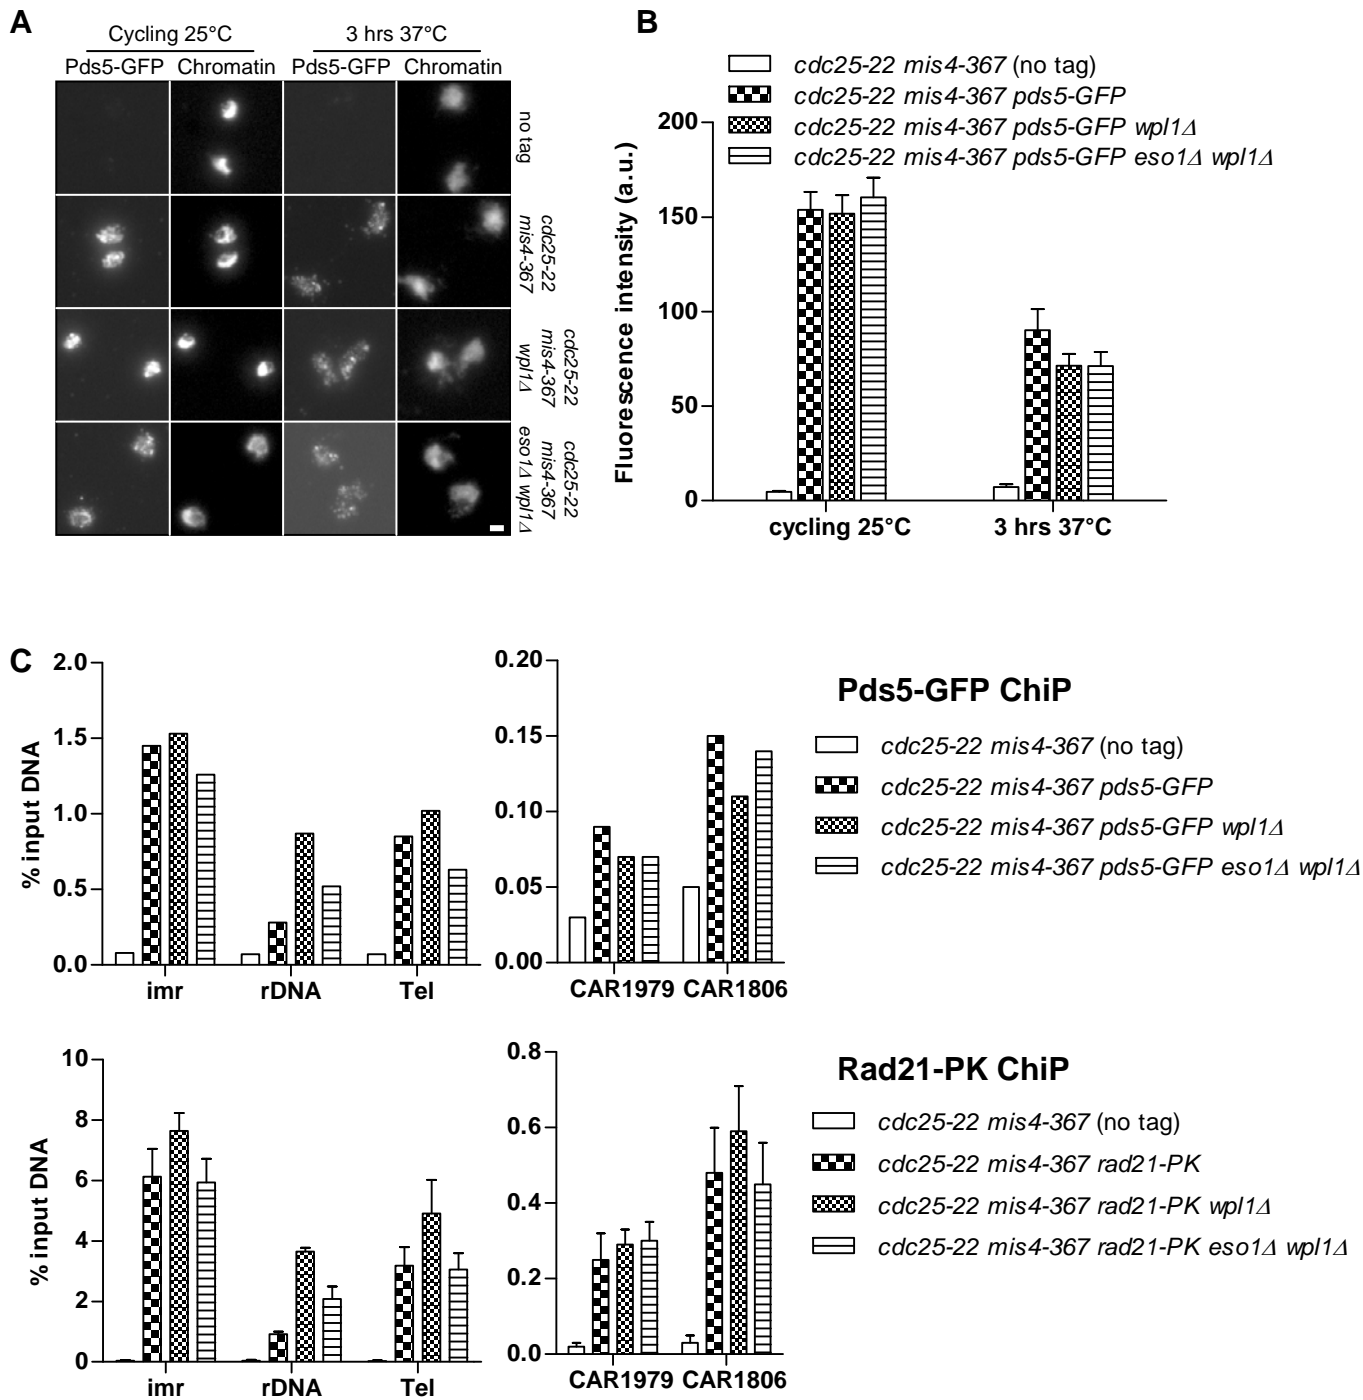 A
Cycling 25°C
3 hrs 37°C
Pds5-GFP
Chromatin
Pds5-GFP
Chromatin
no tag
cdc25-22
mis4-367
cdc25-22
mis4-367
wpl1Δ
cdc25-22
mis4-367
eso1Δ wpl1Δ
B
cdc25-22 mis4-367 (no tag)
cdc25-22 mis4-367 pds5-GFP
cdc25-22 mis4-367 pds5-GFP wpl1Δ
cdc25-22 mis4-367 pds5-GFP eso1Δ wpl1Δ
Fluorescence intensity (a.u.)
200
150
100
50
0
cycling 25°C
3 hrs 37°C
C
% input DNA
2.0
1.5
1.0
0.5
0.0
imr
rDNA
Tel
0.20
0.15
0.10
0.05
0.00
CAR1979
CAR1806
Pds5-GFP ChiP
cdc25-22 mis4-367 (no tag)
cdc25-22 mis4-367 pds5-GFP
cdc25-22 mis4-367 pds5-GFP wpl1Δ
cdc25-22 mis4-367 pds5-GFP eso1Δ wpl1Δ
% input DNA
10
8
6
4
2
0
imr
rDNA
Tel
0.8
0.6
0.4
0.2
0.0
CAR1979
CAR1806
Rad21-PK ChiP
cdc25-22 mis4-367 (no tag)
cdc25-22 mis4-367 rad21-PK
cdc25-22 mis4-367 rad21-PK wpl1Δ
cdc25-22 mis4-367 rad21-PK eso1Δ wpl1Δ